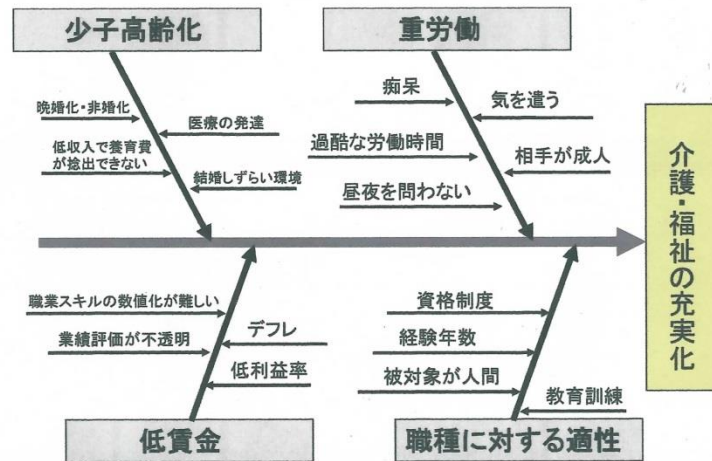 少子高齢化
重労働
晩婚化・非婚化
医療の発達
低収入で養育費
が捻出できない
結婚しずらい環境
痴呆
気を遣う
過酷な労働時間
相手が成人
昼夜を問わない
介護・福祉の充実化
職業スキルの数値化が難しい
業績評価が不透明
デフレ
低利益率
資格制度
経験年数
被対象が人間
教育訓練
低賃金
職種に対する適性